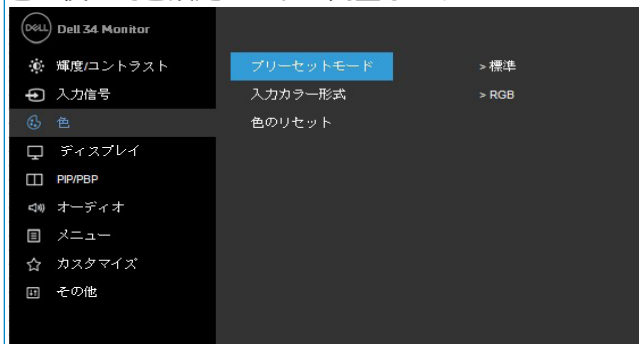 DELL Dell 34 Monitor
輝度/コントラスト プリーセットモード > 標準
入力信号 入力カラー形式 > RGB
色 色のリセット
ディスプレイ
PIP/PBP
オーディオ
メニュー
カスタマイズ
その他